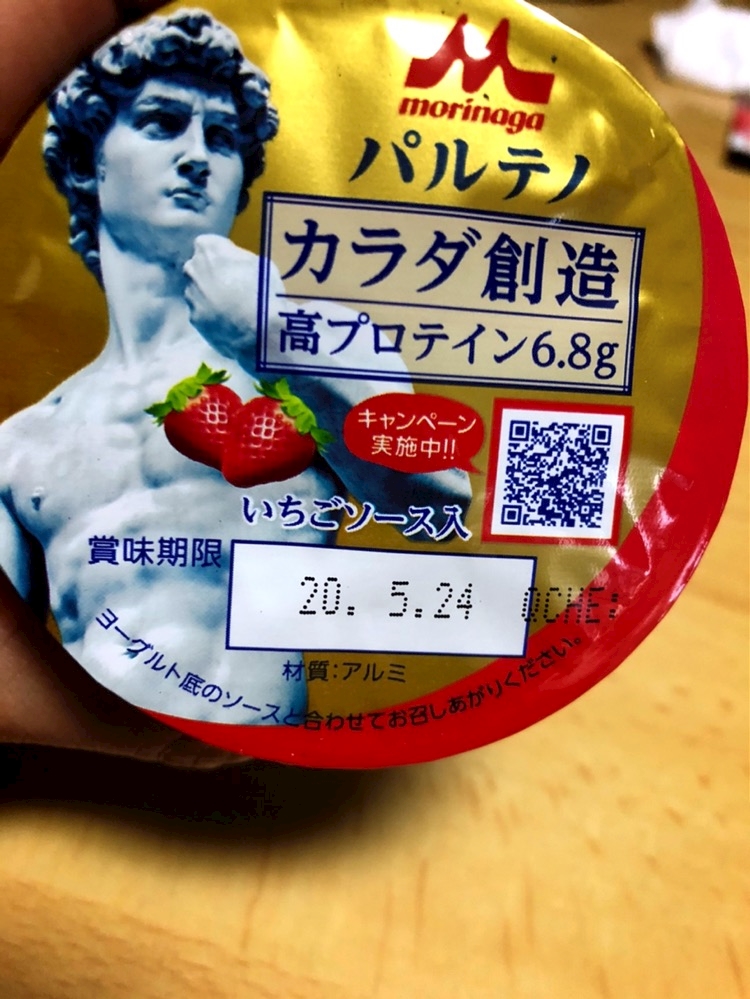 morinaga
パルテノ
カラダ創造
高プロテイン6.8g
キャンペーン
実施中!!
いちごソース入
賞味期限
20. 5.24 QCHE:
材質:アルミ
ヨーグルト底のソースと合わせてお召しあがりください。